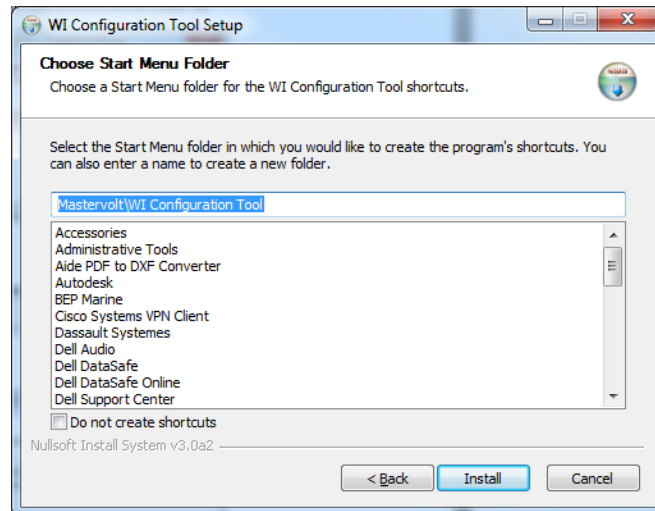 WI Configuration Tool Setup
Choose Start Menu Folder
Choose a Start Menu folder for the WI Configuration Tool shortcuts.
Select the Start Menu folder in which you would like to create the program's shortcuts. You
can also enter a name to create a new folder.
Mastervolt\WI Configuration Tool
Accessories
Administrative Tools
Aide PDF to DXF Converter
Autodesk
BEP Marine
Cisco Systems VPN Client
Dassault Systemes
Dell Audio
Dell DataSafe
Dell DataSafe Online
Dell Support Center
Do not create shortcuts
Nullsoft Install System v3.0a2
< Back Install Cancel